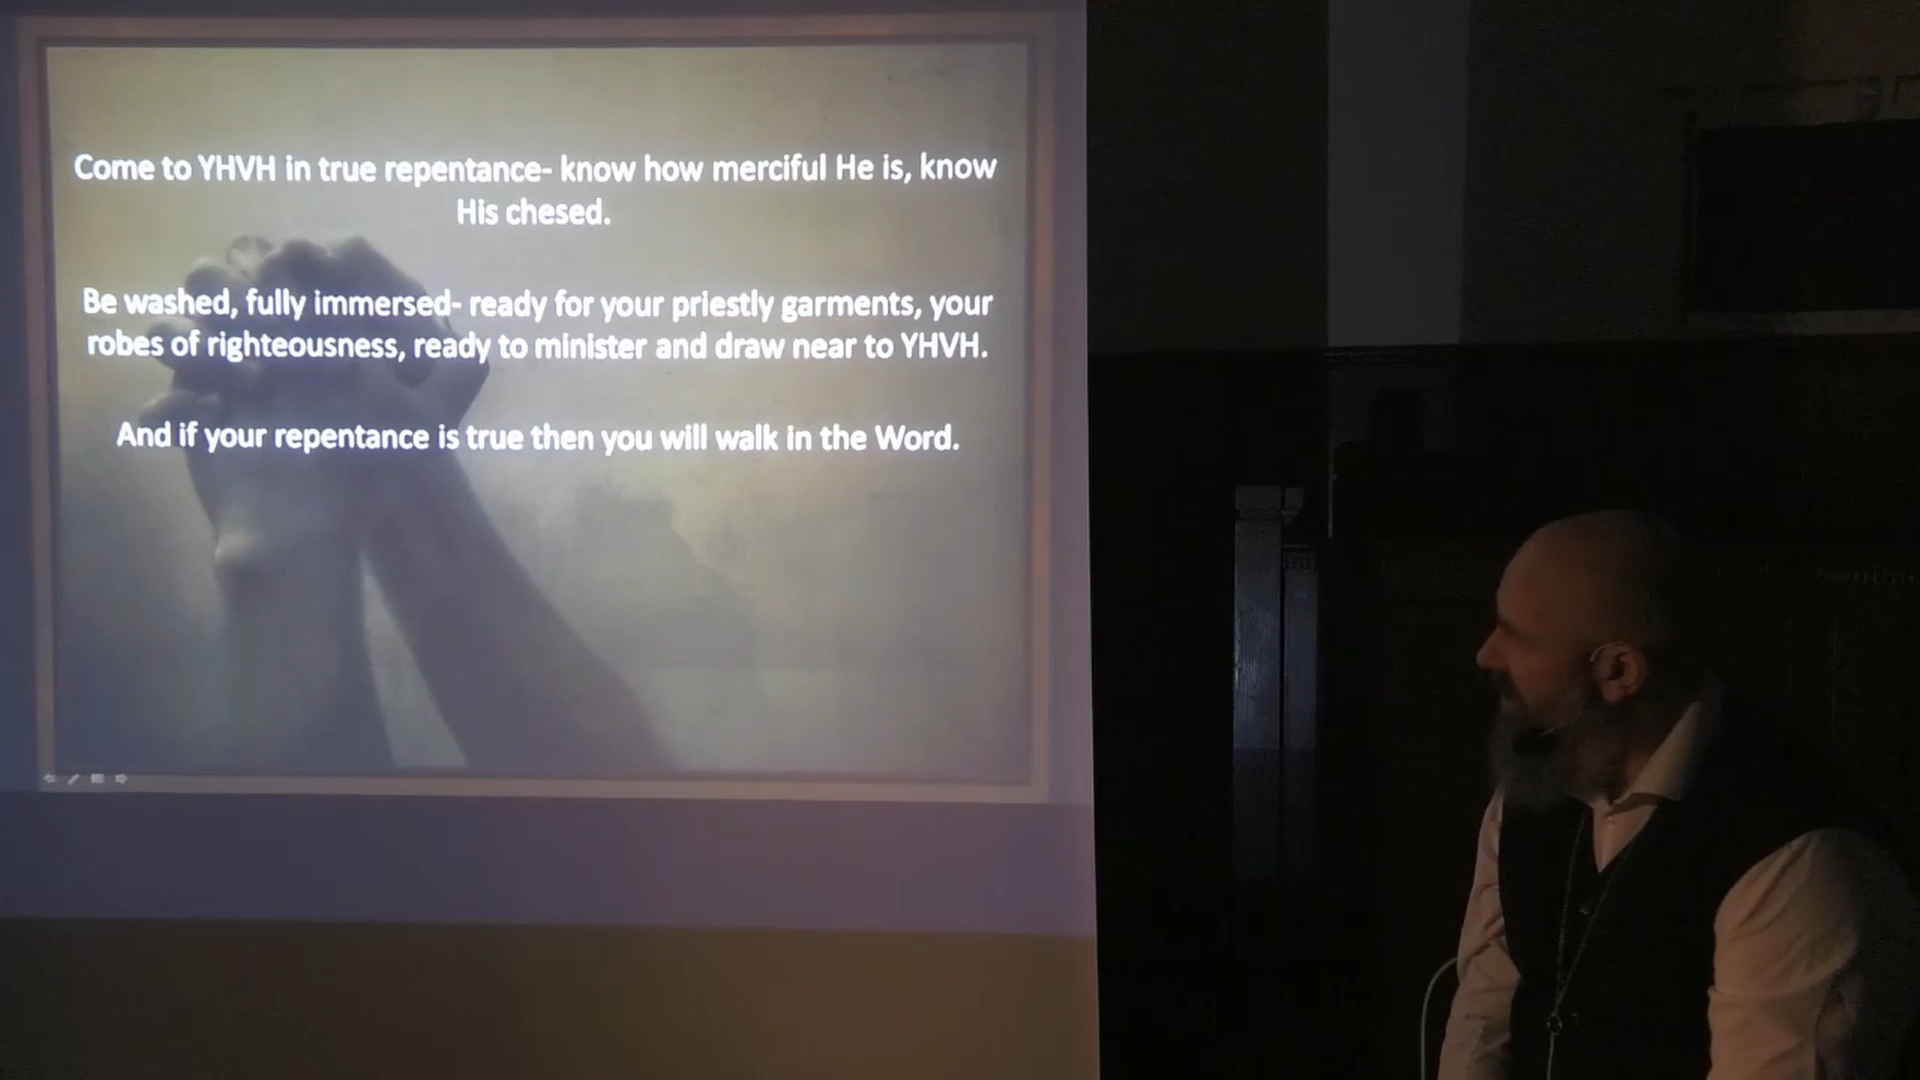 Come to YHVH in true repentance- know how merciful He is, know
His chesed.
Be washed, fully immersed- ready for your priestly garments, your
robes of righteousness, ready to minister and draw near to YHVH.
And if your repentance is true then you will walk in the Word.